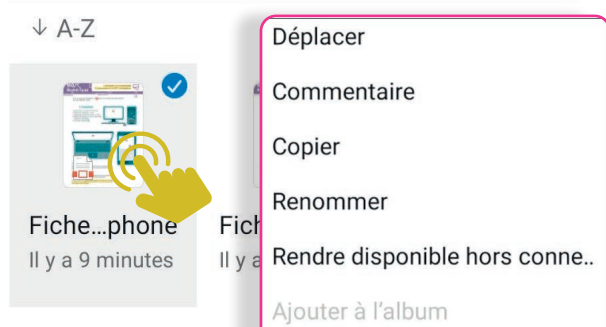 ↓ A-Z
Fiche...phone
Il y a 9 minutes
Fich
Il y a
Déplacer
Commentaire
Copier
Renommer
Rendre disponible hors conne..
Ajouter à l'album